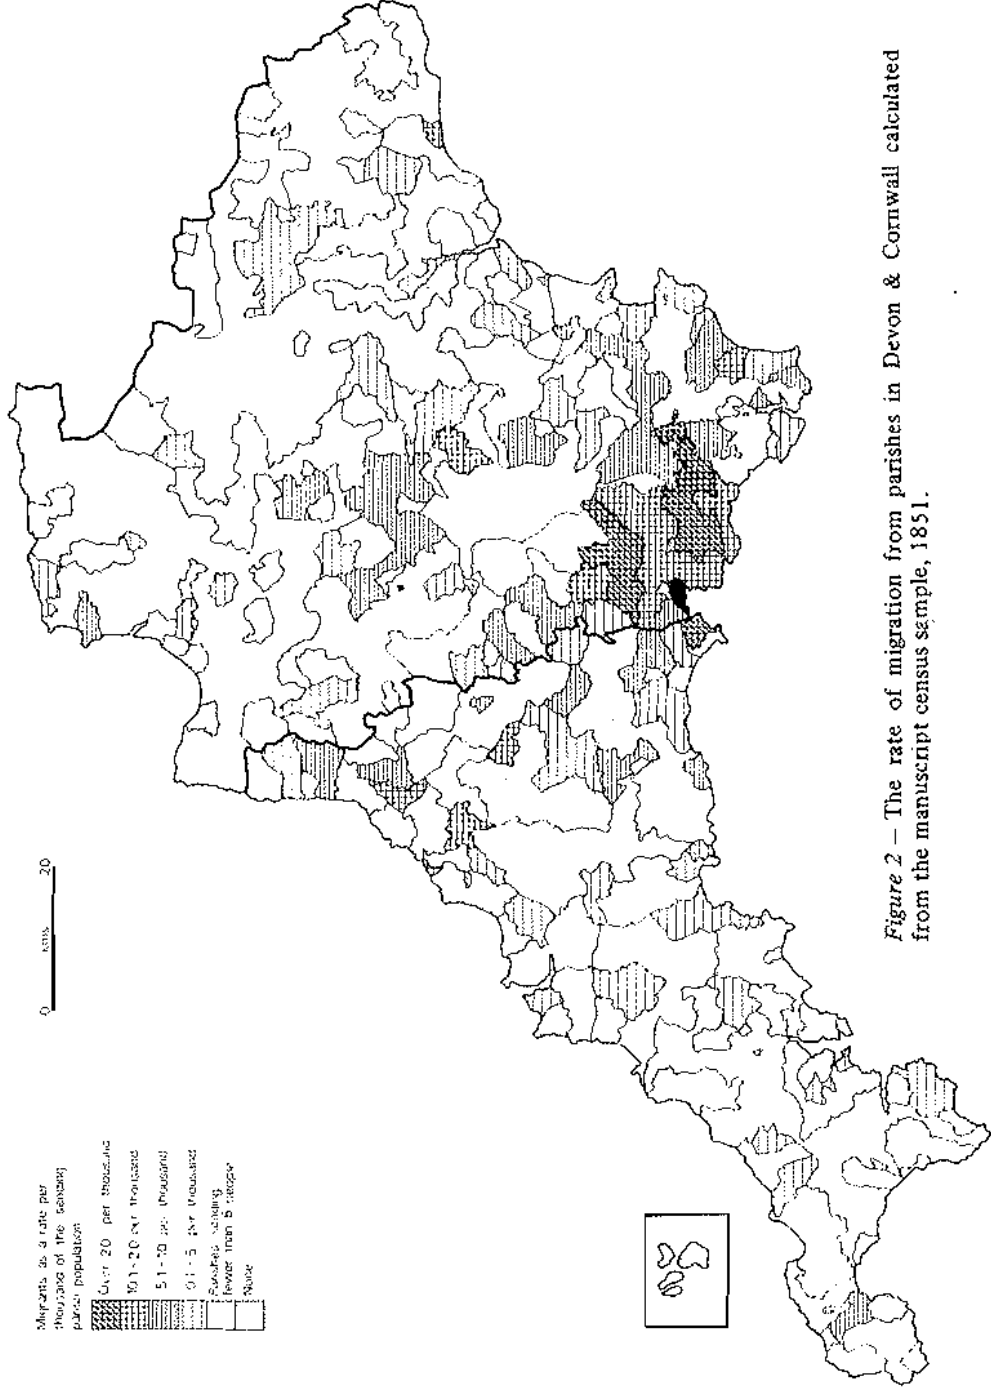 Migrants as a rate per
thousand of the sending
parish population
Over 20 per thousand
10.1-20 per thousand
5.1-10 per thousand
0.1-5 per thousand
Parishes sending
fewer than 5 people
None
0 kms 20
Figure 2 – The rate of migration from parishes in Devon & Cornwall calculated
from the manuscript census sample, 1851.